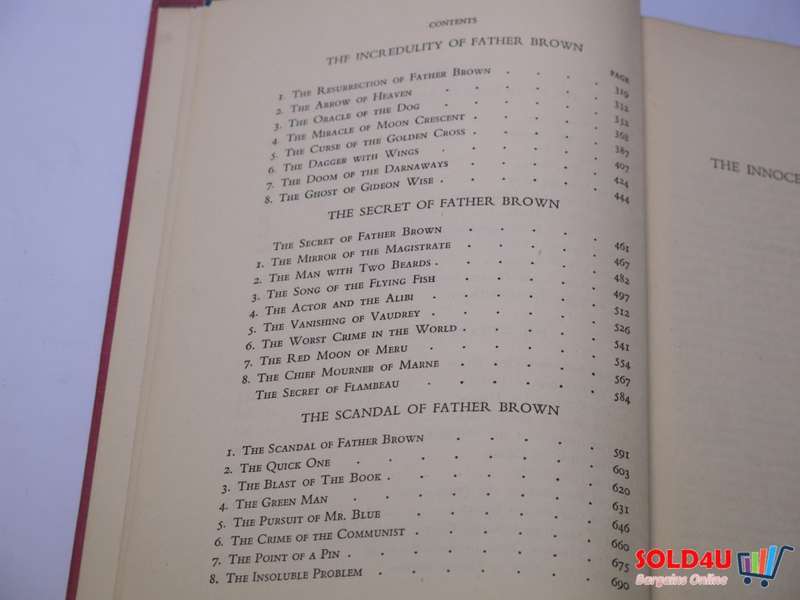 CONTENTS
THE INCREDULITY OF FATHER BROWN
PAGE
1. THE RESURRECTION OF FATHER BROWN . . . . 319
2. THE ARROW OF HEAVEN . . . . . 332
3. THE ORACLE OF THE DOG . . . . . 352
4. THE MIRACLE OF MOON CRESCENT . . . . 368
5. THE CURSE OF THE GOLDEN CROSS . . . . 387
6. THE DAGGER WITH WINGS . . . . . 407
7. THE DOOM OF THE DARNAWAYS . . . . . 424
8. THE GHOST OF GIDEON WISE . . . . . 444
THE SECRET OF FATHER BROWN
THE SECRET OF FATHER BROWN . . . . . 461
1. THE MIRROR OF THE MAGISTRATE . . . . . 467
2. THE MAN WITH TWO BEARDS . . . . . 482
3. THE SONG OF THE FLYING FISH . . . . . 497
4. THE ACTOR AND THE ALIBI . . . . . 512
5. THE VANISHING OF VAUDREY . . . . . 526
6. THE WORST CRIME IN THE WORLD . . . . . 541
7. THE RED MOON OF MERU . . . . . 554
8. THE CHIEF MOURNER OF MARNE . . . . . 567
THE SECRET OF FLAMBEAU . . . . . 584
THE SCANDAL OF FATHER BROWN
1. THE SCANDAL OF FATHER BROWN . . . . 591
2. THE QUICK ONE . . . . . . 603
3. THE BLAST OF THE BOOK . . . . . . 620
4. THE GREEN MAN . . . . . . 631
5. THE PURSUIT OF MR. BLUE . . . . . 646
6. THE CRIME OF THE COMMUNIST . . . . . 660
7. THE POINT OF A PIN . . . . . . 675
8. THE INSOLUBLE PROBLEM . . . . . . 690
THE INNOCE
SOLD4U
Bargains Online